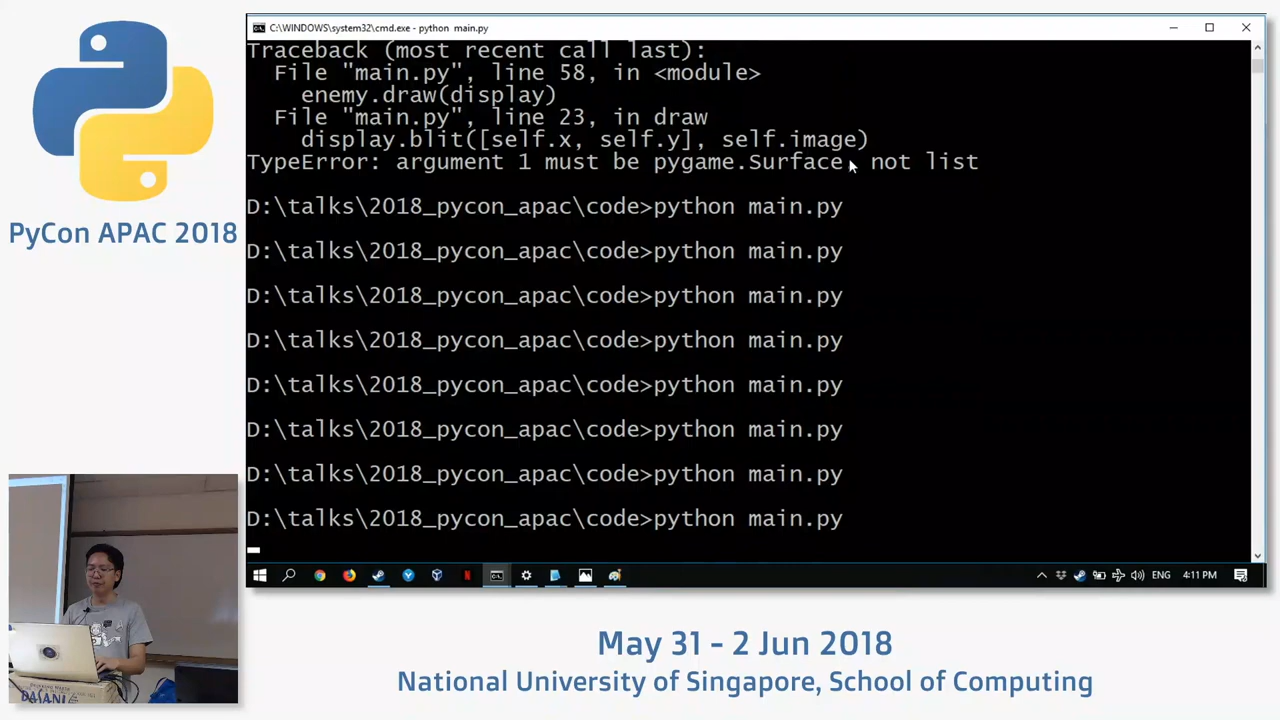 PyCon APAC 2018
C:\WINDOWS\system32\cmd.exe - python main.py
Traceback (most recent call last):
File "main.py", line 58, in <module>
enemy.draw(display)
File "main.py", line 23, in draw
display.blit([self.x, self.y], self.image)
TypeError: argument 1 must be pygame.Surface, not list
D:\talks\2018_pycon_apac\code>python main.py
D:\talks\2018_pycon_apac\code>python main.py
D:\talks\2018_pycon_apac\code>python main.py
D:\talks\2018_pycon_apac\code>python main.py
D:\talks\2018_pycon_apac\code>python main.py
D:\talks\2018_pycon_apac\code>python main.py
D:\talks\2018_pycon_apac\code>python main.py
D:\talks\2018_pycon_apac\code>python main.py
ENG
4:11 PM
DASANI
May 31 - 2 Jun 2018
National University of Singapore, School of Computing